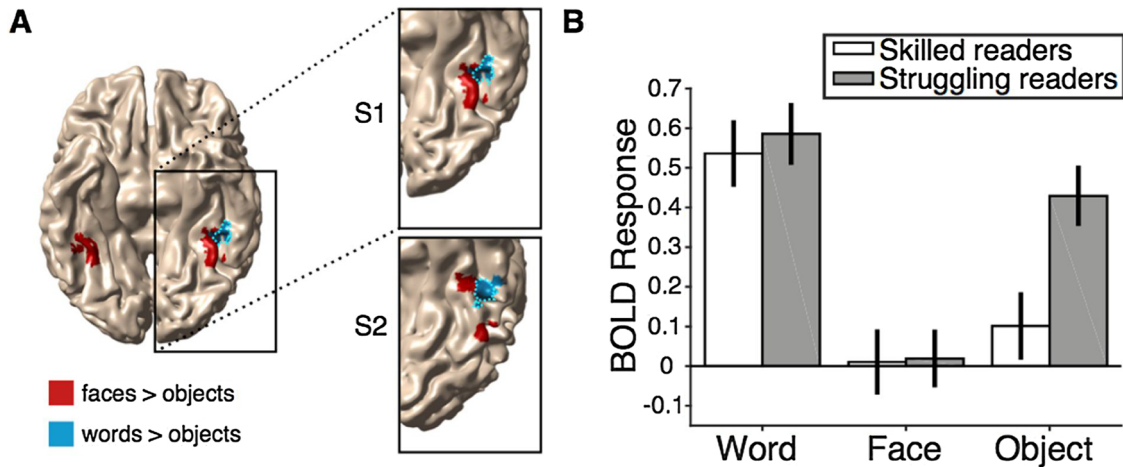 A
S1
S2
faces > objects
words > objects
B
Skilled readers
Struggling readers
BOLD Response
0.7
0.6
0.5
0.4
0.3
0.2
0.1
0
-0.1
Word Face Object